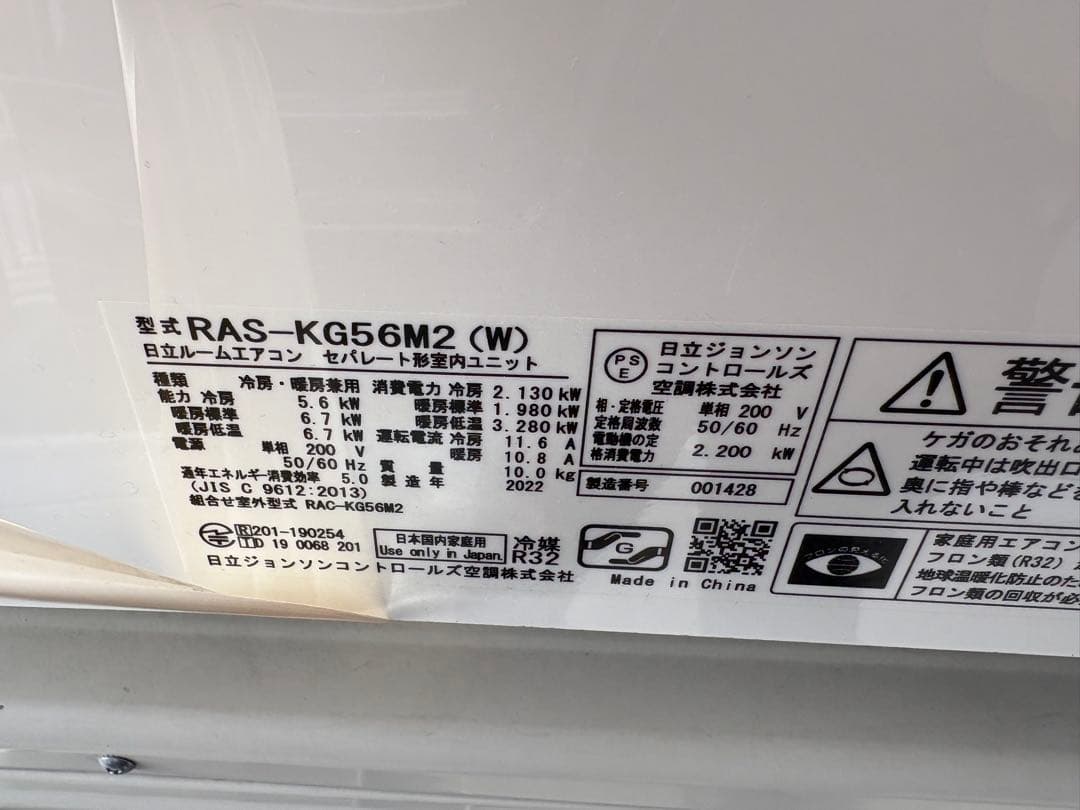 型式 RAS-KG56M2 (W)
日立ルームエアコン セパレート形室内ユニット
種類 冷房・暖房兼用 消費電力 冷房 2.130 kW
能力 冷房 5.6 kW 暖房標準 1.980 kW
暖房標準 6.7 kW 暖房低温 3.280 kW
暖房低温 6.7 kW 運転電流 冷房 11.6 A
電源 単相 200 V 暖房 10.8 A
50/60 Hz 質量 10.0 kg
通年エネルギー消費効率 5.0 製造年 2022
(JIS C 9612:2013)
組合せ室外型式 RAC-KG56M2
R 201-190254
T D 19 0068 201
日本国内家庭用
Use only in Japan.
冷媒
R32
日立ジョンソンコントロールズ空調株式会社
PS
E
日立ジョンソン
コントロールズ
空調株式会社
相・定格電圧 単相 200 V
定格周波数 50/60 Hz
電動機の定
格消費電力 2.200 kW
製造番号 001428
G
Made in China
警
ケガのおそれあ
運転中は吹出口
奥に指や棒などを
入れないこと
フロンの見える化
家庭用エアコン
フロン類(R32)
地球温暖化防止のた
フロン類の回収が必